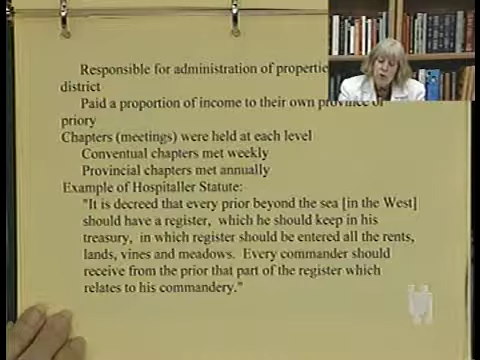 Responsible for administration of propertie
district
Paid a proportion of income to their own province or
priory
Chapters (meetings) were held at each level
Conventual chapters met weekly
Provincial chapters met annually
Example of Hospitaller Statute:
"It is decreed that every prior beyond the sea [in the West]
should have a register, which he should keep in his
treasury, in which register should be entered all the rents,
lands, vines and meadows. Every commander should
receive from the prior that part of the register which
relates to his commandery."